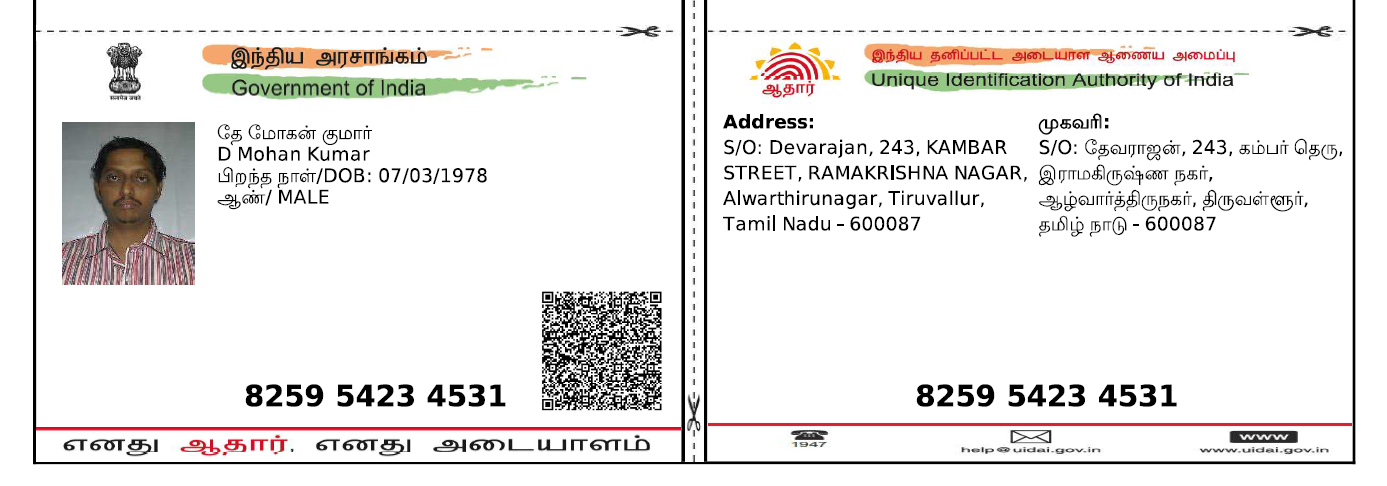 இந்திய அரசாங்கம்
Government of India
சत्यமेव जयते
தே மோகன் குமார்
D Mohan Kumar
பிறந்த நாள்/DOB: 07/03/1978
ஆண்/ MALE
8259 5423 4531
எனது ஆதார், எனது அடையாளம்
இந்திய தனிப்பட்ட அடையாள ஆணைய அமைப்பு
Unique Identification Authority of India
ஆதார்
Address:
S/O: Devarajan, 243, KAMBAR
STREET, RAMAKRISHNA NAGAR,
Alwarthirunagar, Tiruvallur,
Tamil Nadu – 600087
முகவரி:
S/O: தேவராஜன், 243, கம்பர் தெரு,
இராமகிருஷ்ண நகர்,
ஆழ்வார்த்திருநகர், திருவள்ளூர்,
தமிழ் நாடு - 600087
8259 5423 4531
1947
help@uidai.gov.in
www
www.uidai.gov.in